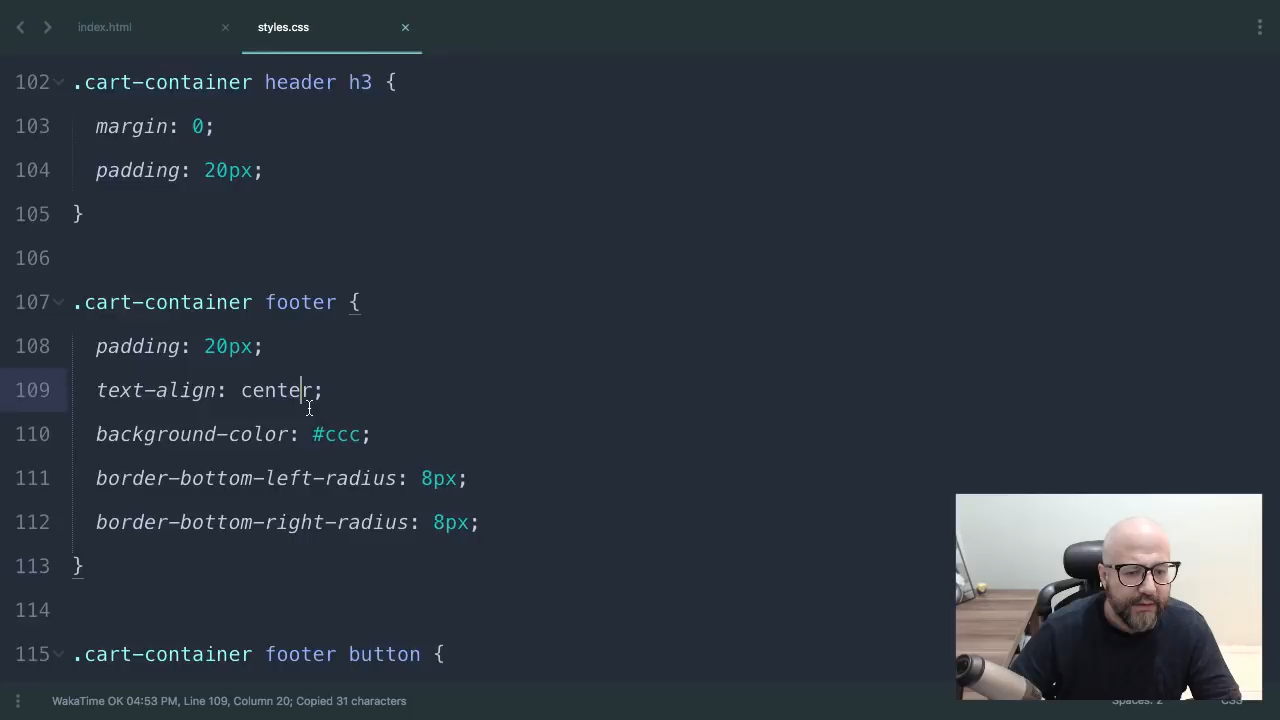 index.html
styles.css
102 .cart-container header h3 {
103 margin: 0;
104 padding: 20px;
105 }
106
107 .cart-container footer {
108 padding: 20px;
109 text-align: center;
110 background-color: #ccc;
111 border-bottom-left-radius: 8px;
112 border-bottom-right-radius: 8px;
113 }
114
115 .cart-container footer button {
WakaTime OK 04:53 PM, Line 109, Column 20; Copied 31 characters
Spaces: 2
CSS